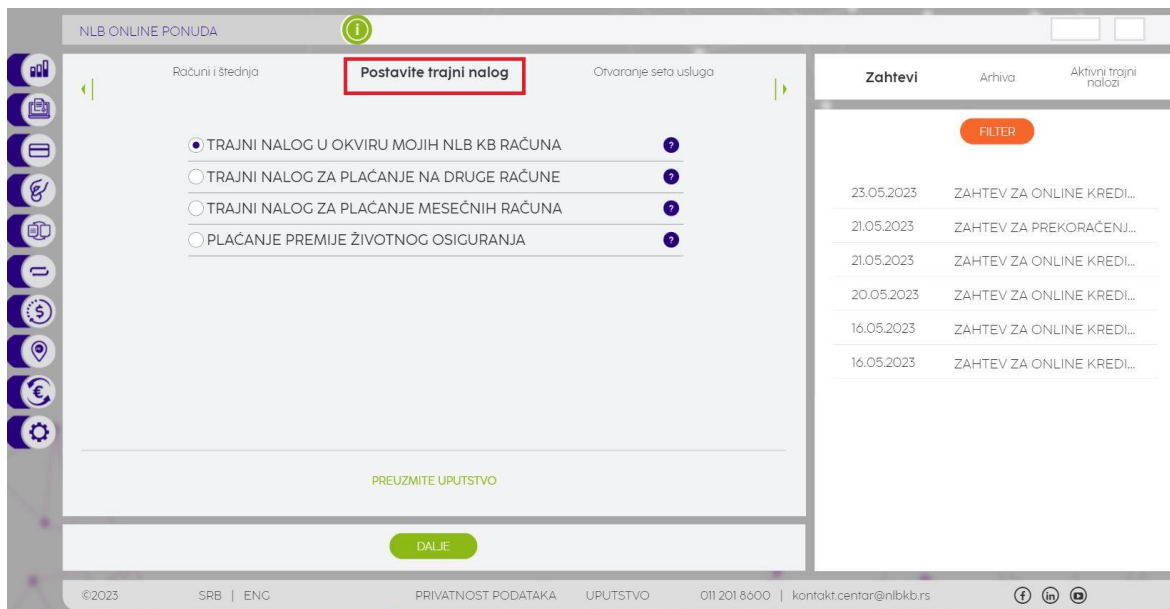 NLB ONLINE PONUDA
Računi i štednja
Postavite trajni nalog
Otvaranje seta usluga
TRAJNI NALOG U OKVIRU MOJIH NLB KB RAČUNA ?
TRAJNI NALOG ZA PLAĆANJE NA DRUGE RAČUNE ?
TRAJNI NALOG ZA PLAĆANJE MESEČNIH RAČUNA ?
PLAĆANJE PREMIJE ŽIVOTNOG OSIGURANJA ?
PREUZMITE UPUTSTVO
DALJE
Zahtevi
Arhiva
Aktivni trajni
nalozi
FILTER
23.05.2023 ZAHTEV ZA ONLINE KREDI...
21.05.2023 ZAHTEV ZA PREKORAČENJ...
21.05.2023 ZAHTEV ZA ONLINE KREDI...
20.05.2023 ZAHTEV ZA ONLINE KREDI...
16.05.2023 ZAHTEV ZA ONLINE KREDI...
16.05.2023 ZAHTEV ZA ONLINE KREDI...
©2023 SRB | ENG PRIVATNOST PODATAKA UPUTSTVO 011 201 8600 | kontakt.centar@nlbkb.rs